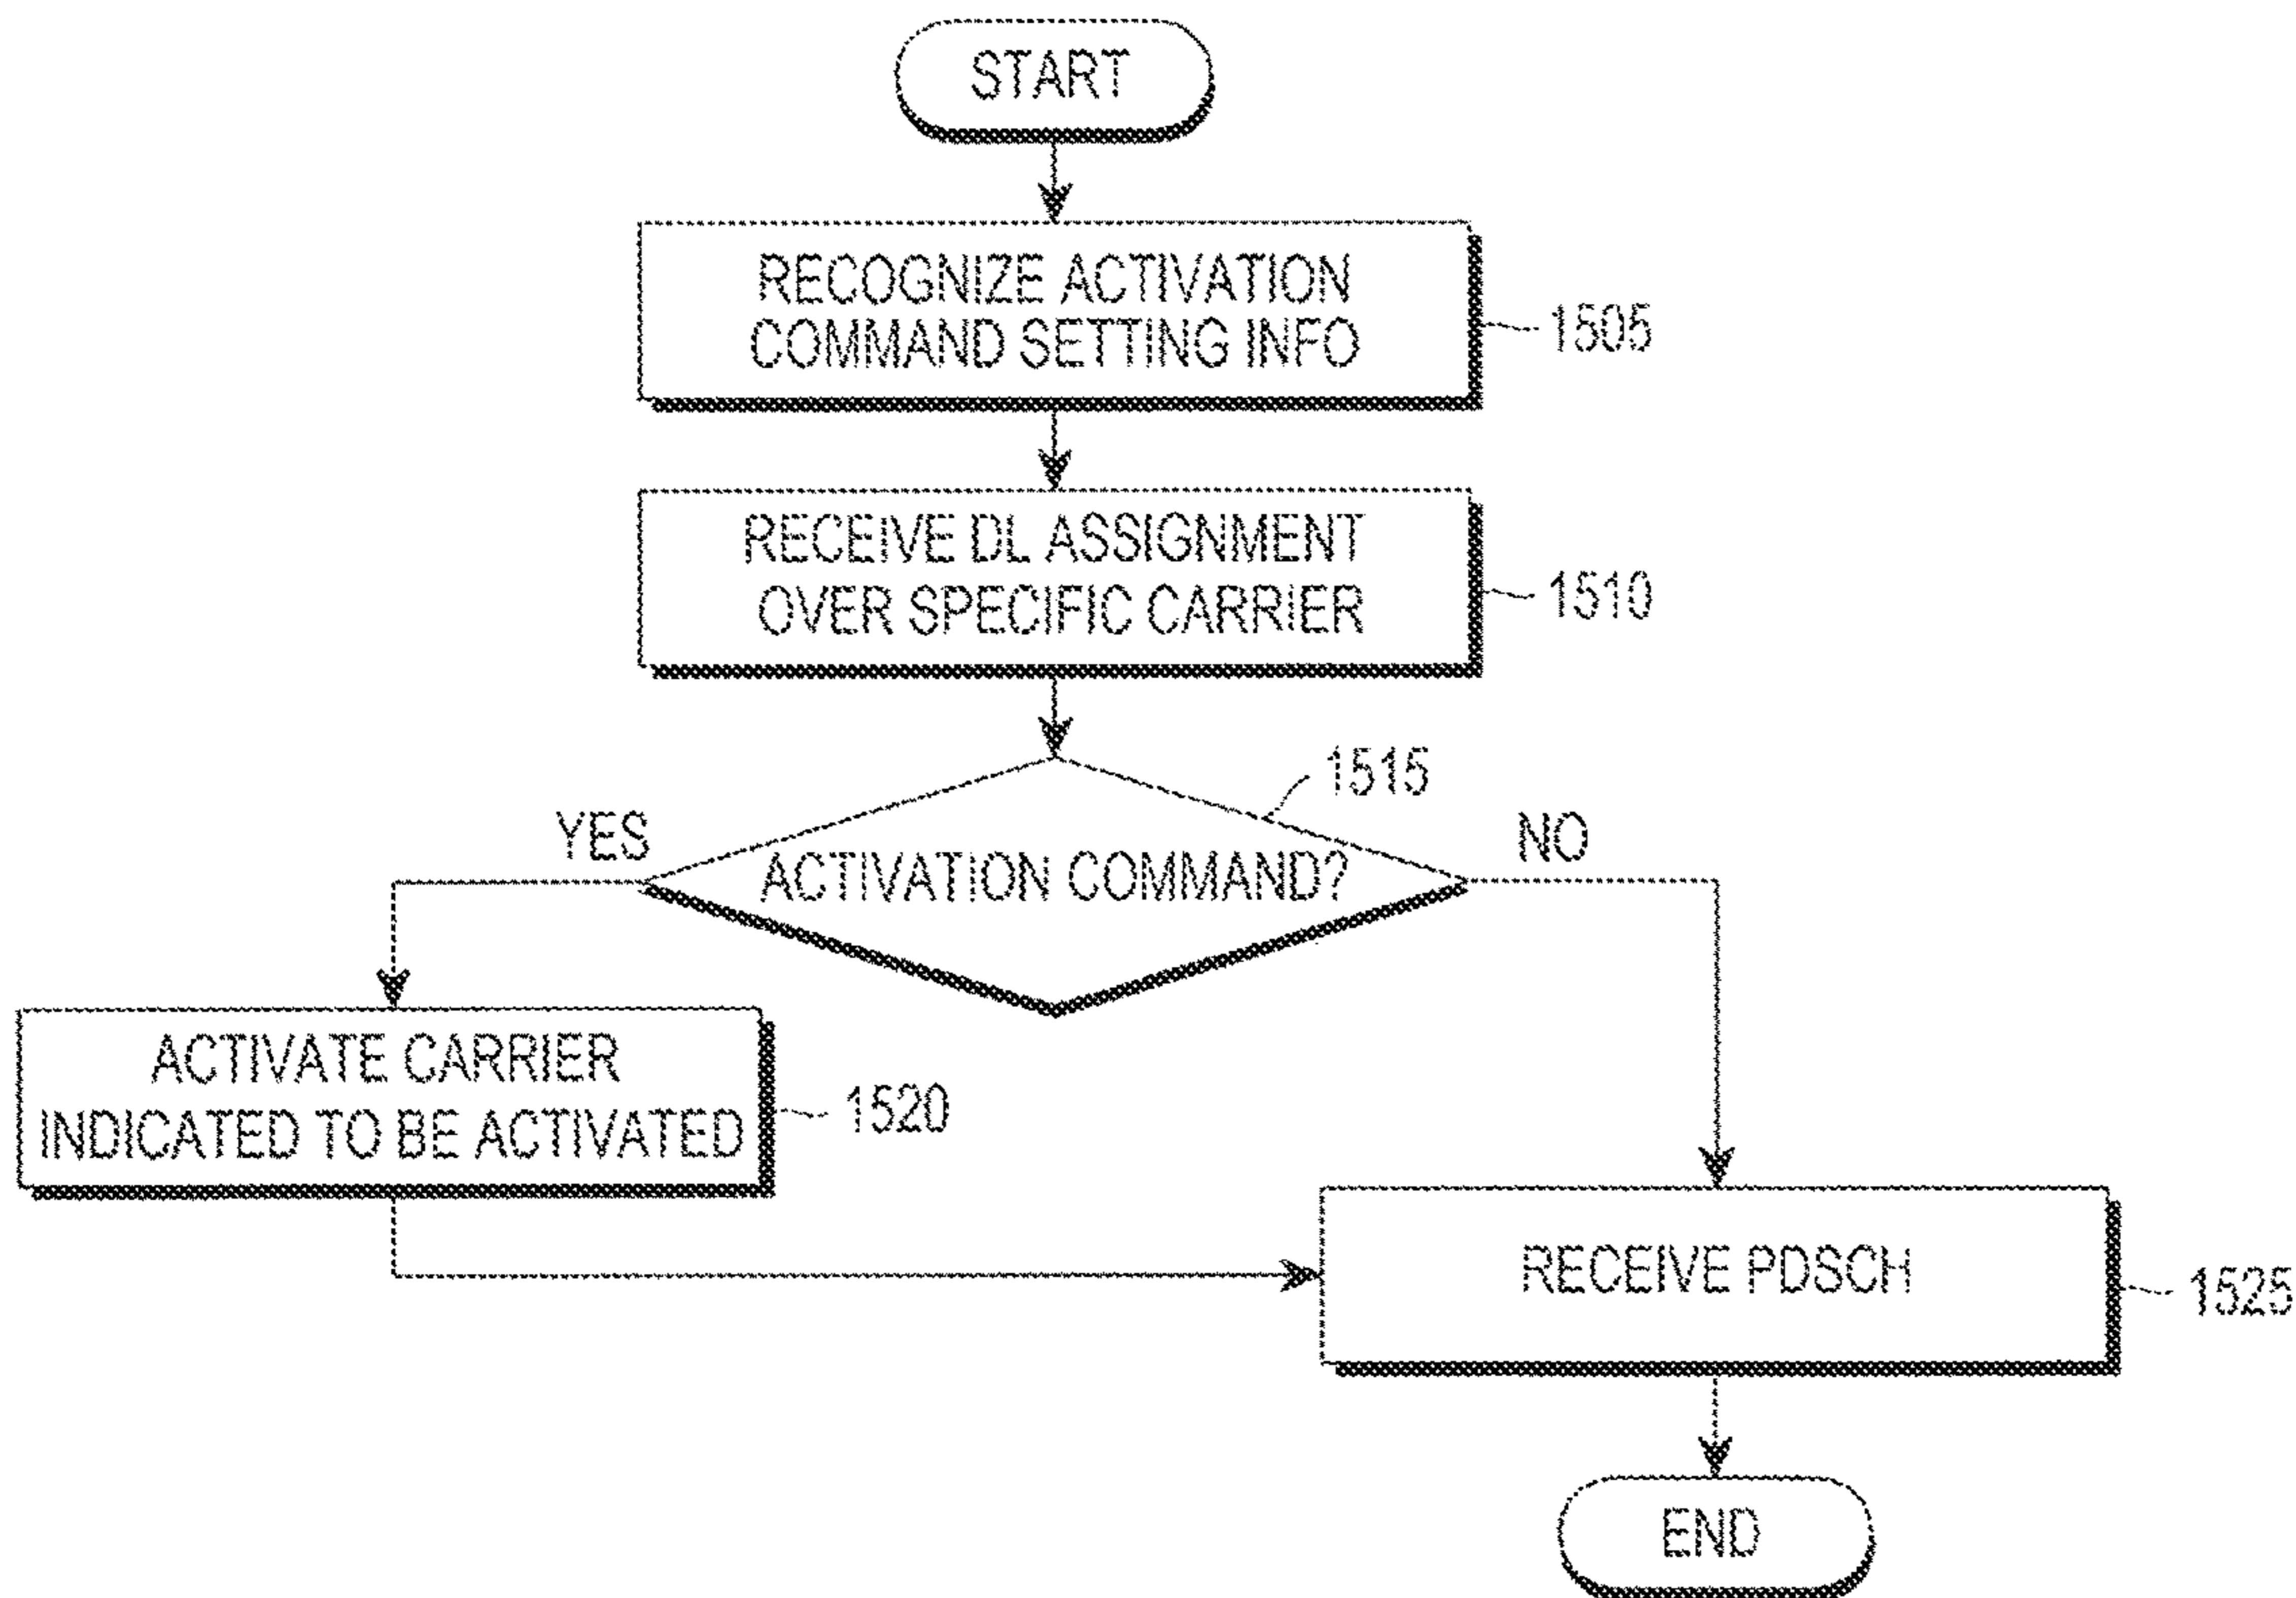 START
RECOGNIZE ACTIVATION
COMMAND SETTING INFO
1505
RECEIVE DL ASSIGNMENT
OVER SPECIFIC CARRIER
1510
1515
YES
NO
ACTIVATION COMMAND?
ACTIVATE CARRIER
INDICATED TO BE ACTIVATED
1520
RECEIVE PDSCH
1525
END